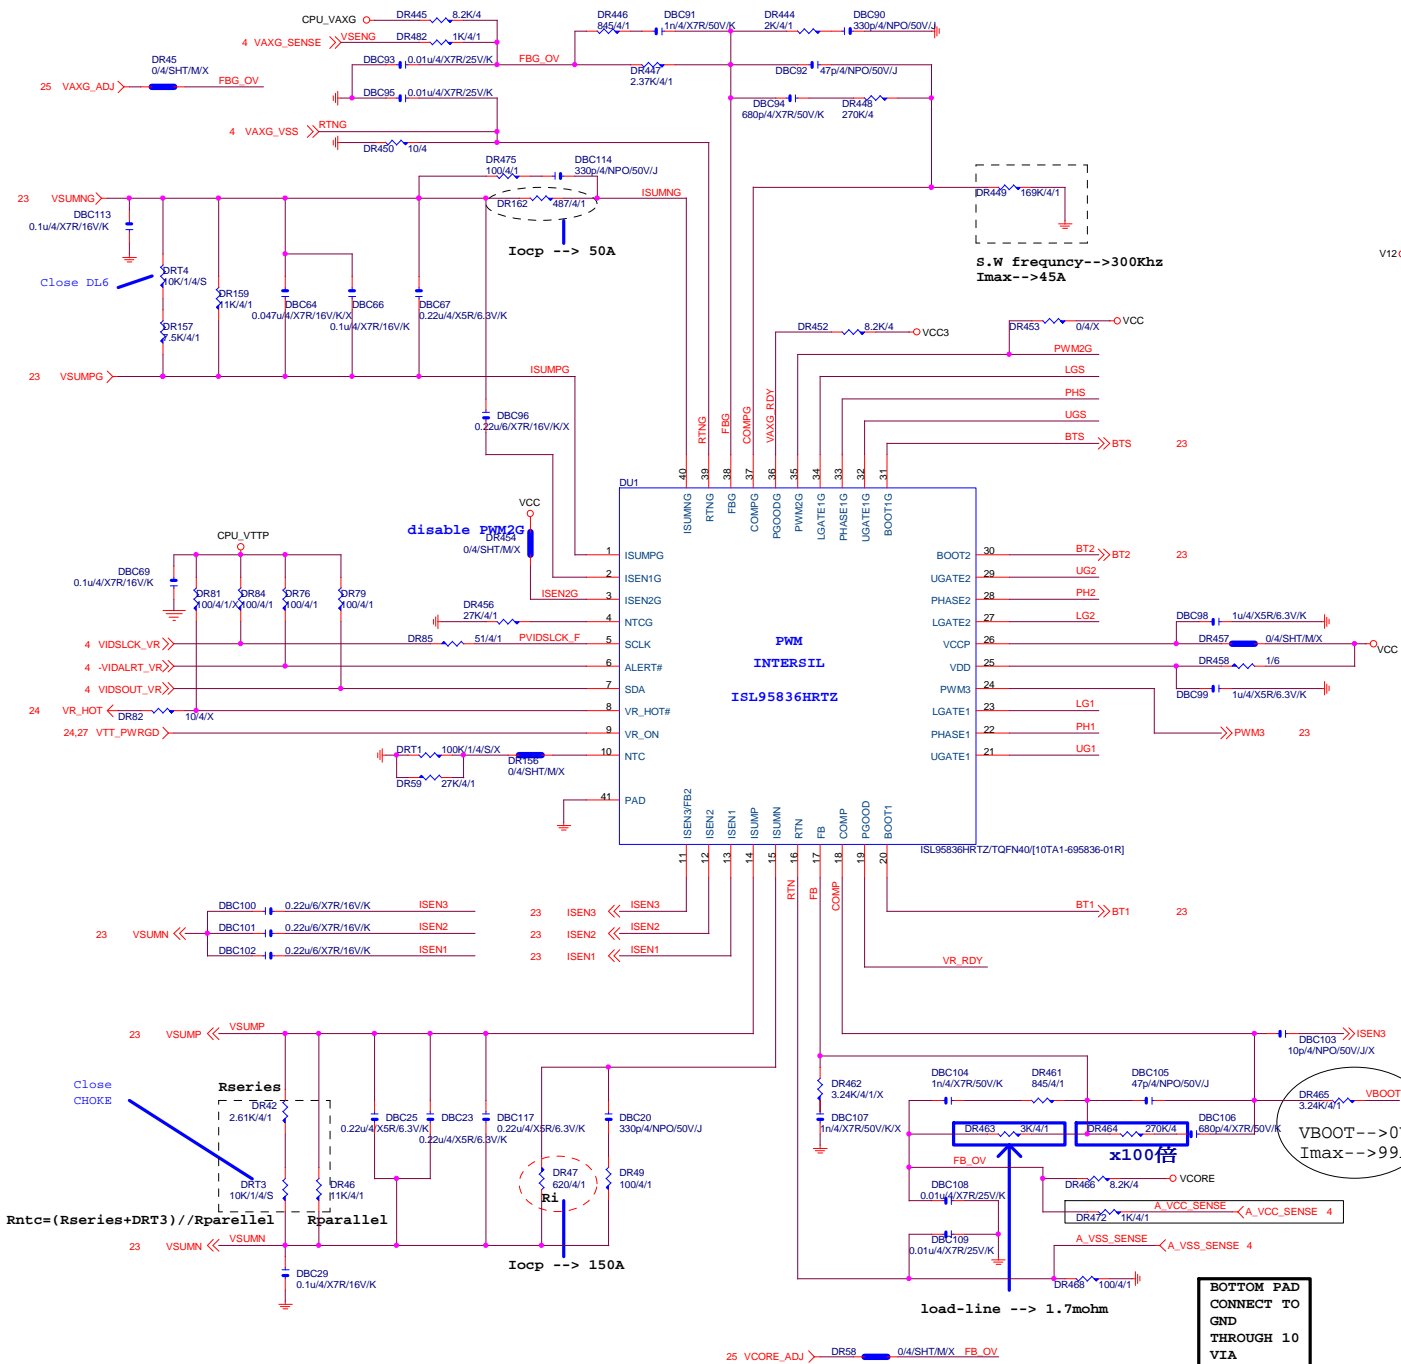 CPU_VAXG
DR445 8.2K/4
4 VAXG_SENSE
VSENG
DR482 1K/4/1
DR45
0/4/SHT/M/X
25 VAXG_ADJ
FBG_OV
DBC93 0.01u/4/X7R/25V/K
DBC95 0.01u/4/X7R/25V/K
4 VAXG_VSS
RTNG
DR450 10/4
FBG_OV
DR446
845/4/1
DBC91
1n/4/X7R/50V/K
DR444
2K/4/1
DBC90
330p/4/NPO/50V/J
DR447
2.37K/4/1
DBC92 47p/4/NPO/50V/J
DBC94
680p/4/X7R/50V/K
DR448
270K/4
DR475
100/4/1
DBC114
330p/4/NPO/50V/J
DR162 487/4/1
ISUMNG
Iocp --> 50A
DR449 169K/4/1
S.W frequncy-->300Khz
Imax-->45A
V12
23 VSUMNG
DBC113
0.1u/4/X7R/16V/K
Close DL6
DRT4
10K/1/4/S
DR157
7.5K/4/1
DR159
11K/4/1
DBC64
0.047u/4/X7R/16V/K/X
DBC66
0.1u/4/X7R/16V/K
DBC67
0.22u/4/X5R/6.3V/K
23 VSUMPG
ISUMPG
DBC96
0.22u/6/X7R/16V/K/X
DR452 8.2K/4
VCC3
DR453 0/4/X
VCC
PWM2G
LGS
PHS
UGS
BTS
BTS 23
RTNG
FBG
COMPG
VAXG_RDY
40
39
38
37
36
35
34
33
32
31
DU1
ISUMNG
RTNG
FBG
COMPG
PGOODG
PWM2G
LGATE1G
PHASE1G
UGATE1G
BOOT1G
VCC
disable PWM2G
DR454
0/4/SHT/M/X
ISEN2G
CPU_VTTP
DBC69
0.1u/4/X7R/16V/K
DR81
100/4/1/X
DR84
100/4/1
DR76
100/4/1
DR79
100/4/1
DR456
27K/4/1
4 VIDSLCK_VR
DR85 51/4/1
PVIDSLCK_F
4 -VIDALRT_VR
4 VIDSOUT_VR
24 VR_HOT
DR82 10/4/X
24,27 VTT_PWRGD
DRT1 100K/1/4/S/X
DR59 27K/4/1
DR156
0/4/SHT/M/X
1 ISUMPG
2 ISEN1G
3 ISEN2G
4 NTCG
5 SCLK
6 ALERT#
7 SDA
8 VR_HOT#
9 VR_ON
10 NTC
41 PAD
PWM
INTERSIL
ISL95836HRTZ
BOOT2 30
UGATE2 29
PHASE2 28
LGATE2 27
VCCP 26
VDD 25
PWM3 24
LGATE1 23
PHASE1 22
UGATE1 21
BT2
BT2 23
UG2
PH2
LG2
DBC98 1u/4/X5R/6.3V/K
DR457 0/4/SHT/M/X
VCC
DR458 1/6
DBC99 1u/4/X5R/6.3V/K
LG1
PH1
PWM3 23
UG1
ISEN3/FB2
ISEN2
ISEN1
ISUMP
ISUMN
RTN
FB
COMP
PGOOD
BOOT1
11
12
13
14
15
16
17
18
19
20
ISL95836HRTZ/TQFN40/[10TA1-695836-01R]
RTN
FB
COMP
DBC100 0.22u/6/X7R/16V/K ISEN3
23 VSUMN
DBC101 0.22u/6/X7R/16V/K ISEN2
DBC102 0.22u/6/X7R/16V/K ISEN1
23 ISEN3 ISEN3
23 ISEN2 ISEN2
23 ISEN1 ISEN1
BT1
BT1 23
VR_RDY
23 VSUMP
VSUMP
Close
CHOKE
Rseries
DR42
2.61K/4/1
DRT3
10K/1/4/S
DR46
11K/4/1
Rntc=(Rseries+DRT3)//Rparellel
Rparallel
23 VSUMN
VSUMN
DBC29
0.1u/4/X7R/16V/K
DBC25
0.22u/4/X5R/6.3V/K
DBC23
0.22u/4/X5R/6.3V/K
DBC117
0.22u/4/X5R/6.3V/K
DBC20
330p/4/NPO/50V/J
DR47
620/4/1
Ri
DR49
100/4/1
Iocp --> 150A
DR462
3.24K/4/1/X
DBC107
1n/4/X7R/50V/K/X
DBC104
1n/4/X7R/50V/K
DR461
845/4/1
DBC105
47p/4/NPO/50V/J
DBC103
10p/4/NPO/50V/J/X
ISEN3
DR463 3K/4/1
DR464 270K/4
x100倍
DBC106
680p/4/X7R/50V/K
DR465
3.24K/4/1
VBOOT
VBOOT-->0
Imax-->99
FB_OV
DR466 8.2K/4
VCORE
DBC108
0.01u/4/X7R/25V/K
DR472 1K/4/1
A_VCC_SENSE
A_VCC_SENSE 4
DBC109
0.01u/4/X7R/25V/K
A_VSS_SENSE
A_VSS_SENSE 4
DR468 100/4/1
load-line --> 1.7mohm
BOTTOM PAD
CONNECT TO
GND
THROUGH 10
VIA
25 VCORE_ADJ
DR58 0/4/SHT/M/X FB_OV